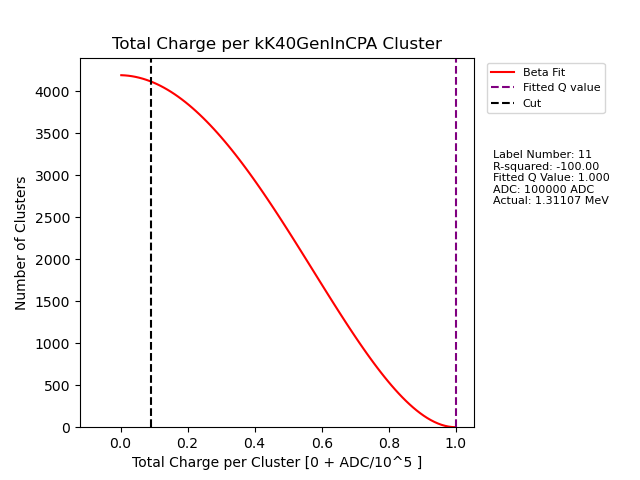 Total Charge per kK40GenInCPA Cluster
Beta Fit
Fitted Q value
Cut
Label Number: 11
R-squared: -100.00
Fitted Q Value: 1.000
ADC: 100000 ADC
Actual: 1.31107 MeV
Number of Clusters
4000
3500
3000
2500
2000
1500
1000
500
0
0.0 0.2 0.4 0.6 0.8 1.0
Total Charge per Cluster [0 + ADC/10^5 ]